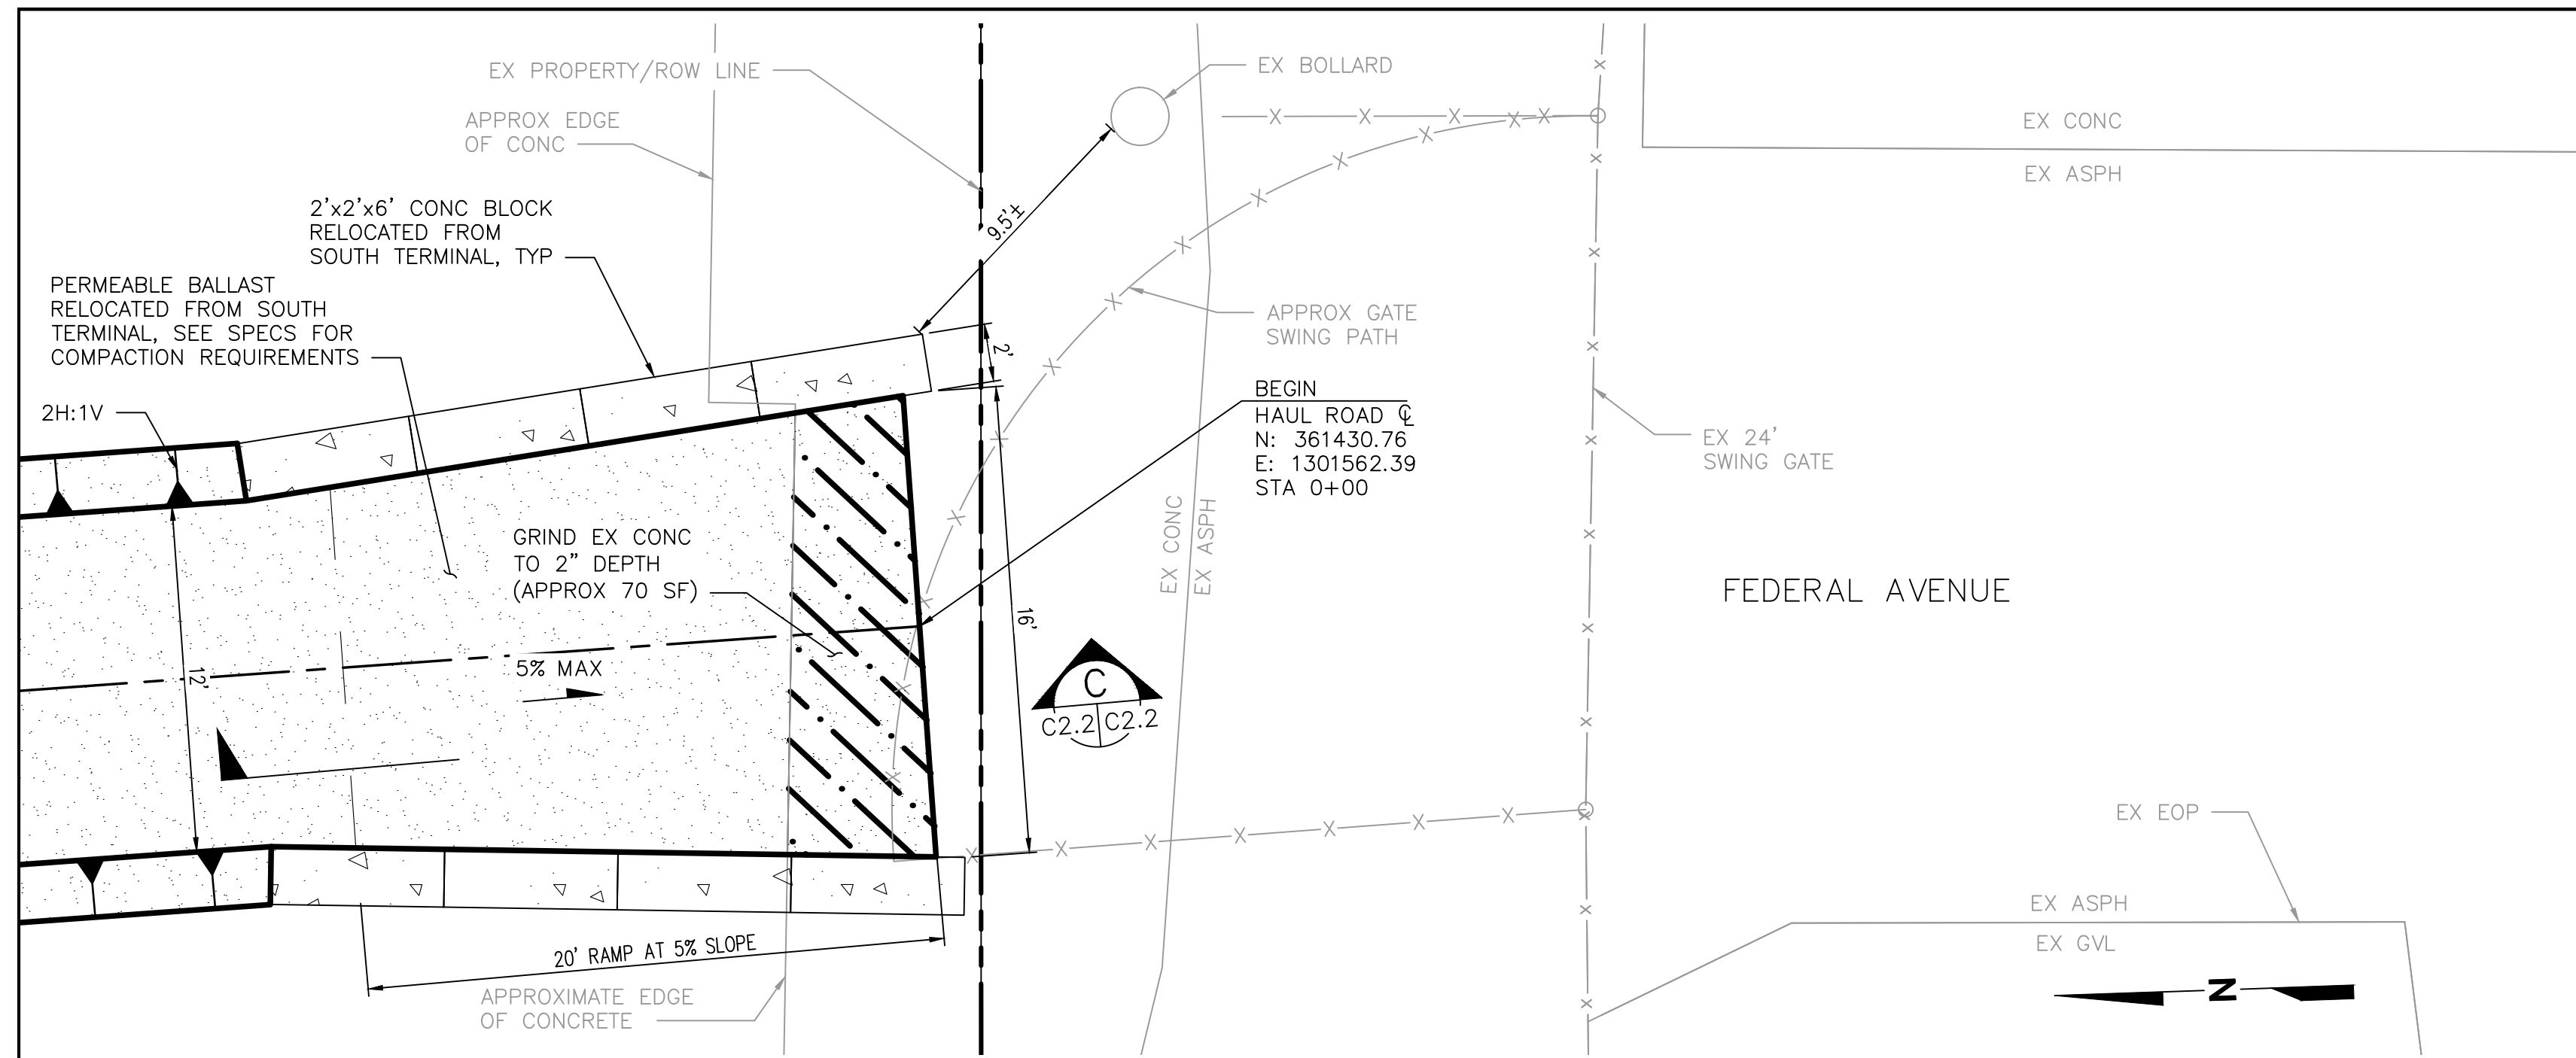 EX PROPERTY/ROW LINE
APPROX EDGE
OF CONC
2'x2'x6' CONC BLOCK
RELOCATED FROM
SOUTH TERMINAL, TYP
PERMEABLE BALLAST
RELOCATED FROM SOUTH
TERMINAL, SEE SPECS FOR
COMPACTION REQUIREMENTS
2H:1V
EX BOLLARD
9.5'±
2'
APPROX GATE
SWING PATH
BEGIN
HAUL ROAD ℄
N: 361430.76
E: 1301562.39
STA 0+00
EX CONC
EX ASPH
EX 24'
SWING GATE
EX CONC
EX ASPH
FEDERAL AVENUE
GRIND EX CONC
TO 2" DEPTH
(APPROX 70 SF)
16'
12'
5% MAX
C
C2.2 C2.2
20' RAMP AT 5% SLOPE
APPROXIMATE EDGE
OF CONCRETE
EX EOP
EX ASPH
EX GVL
N